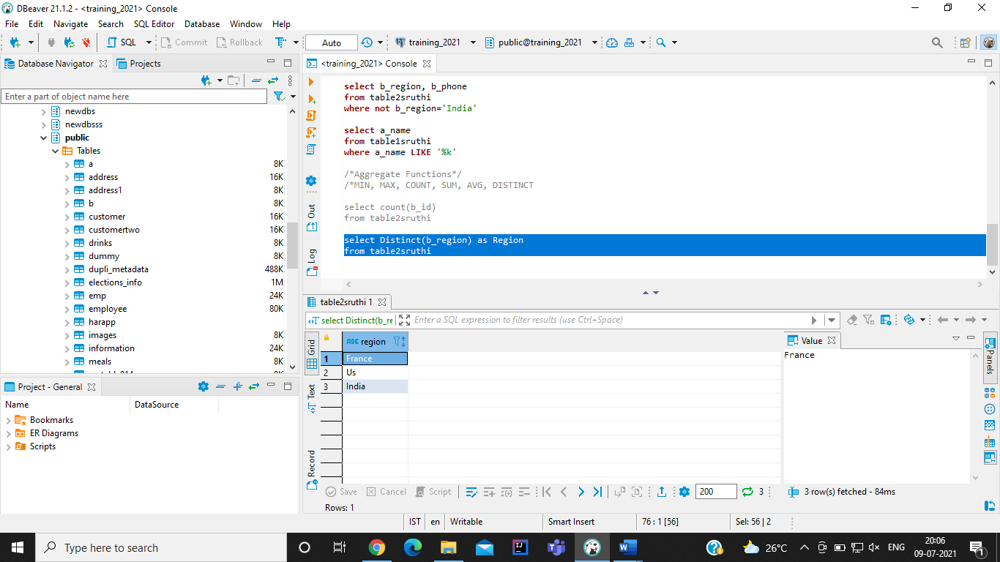 DBeaver 21.1.2 - <training_2021> Console
File Edit Navigate Search SQL Editor Database Window Help
SQL Commit Rollback Auto training_2021 public@training_2021
Database Navigator Projects
Enter a part of object name here
newdbs
newdbsss
public
Tables
a 8K
address 16K
address1 8K
b 8K
customer 16K
customertwo 16K
drinks 8K
dummy 8K
dupli_metadata 488K
elections_info 1M
emp 24K
employee 80K
harapp 8K
images 8K
information 24K
meals 8K
Project - General
Name DataSource
Bookmarks
ER Diagrams
Scripts
<training_2021> Console
select b_region, b_phone
from table2sruthi
where not b_region='India'
select a_name
from table1sruthi
where a_name LIKE '%k'
/*Aggregate Functions*/
/*MIN, MAX, COUNT, SUM, AVG, DISTINCT
select count(b_id)
from table2sruthi
select Distinct(b_region) as Region
from table2sruthi
Out
Log
table2sruthi 1
select Distinct(b_re Enter a SQL expression to filter results (use Ctrl+Space)
Grid
Text
Record
ABC region
1 France
2 Us
3 India
Value
France
Panels
Save Cancel Script 200 3 3 row(s) fetched - 84ms
Rows: 1
IST en Writable Smart Insert 76 : 1 [56] Sel: 56 | 2
Type here to search
26°C ENG 20:06
09-07-2021
1